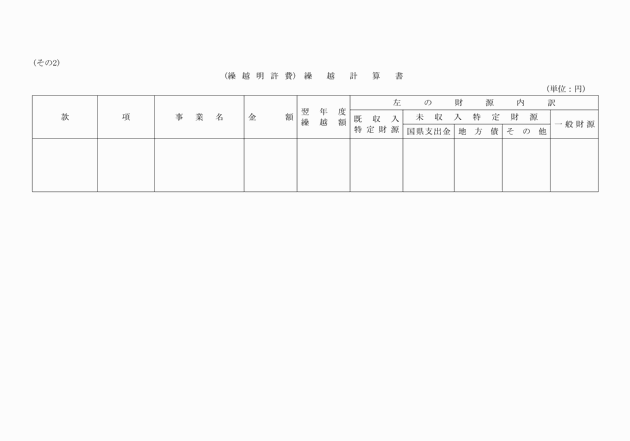 (その2)
(繰越明許費) 繰越計算書
(単位：円)
款 項 事業名 金額 翌年度繰越額 左の財源内訳
既収入特定財源 未収入特定財源 一般財源
国県支出金 地方債 その他